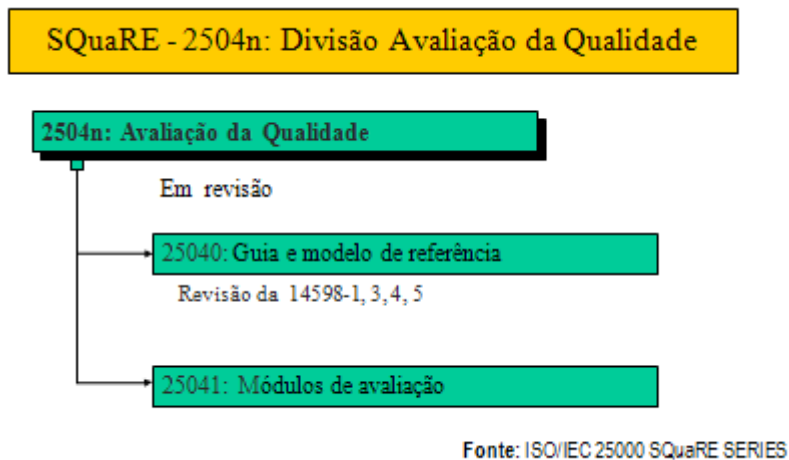 SQuaRE - 2504n: Divisão Avaliação da Qualidade
2504n: Avaliação da Qualidade
Em revisão
25040: Guia e modelo de referência
Revisão da 14598-1, 3, 4, 5
25041: Módulos de avaliação
Fonte: ISO/IEC 25000 SQuaRE SERIES